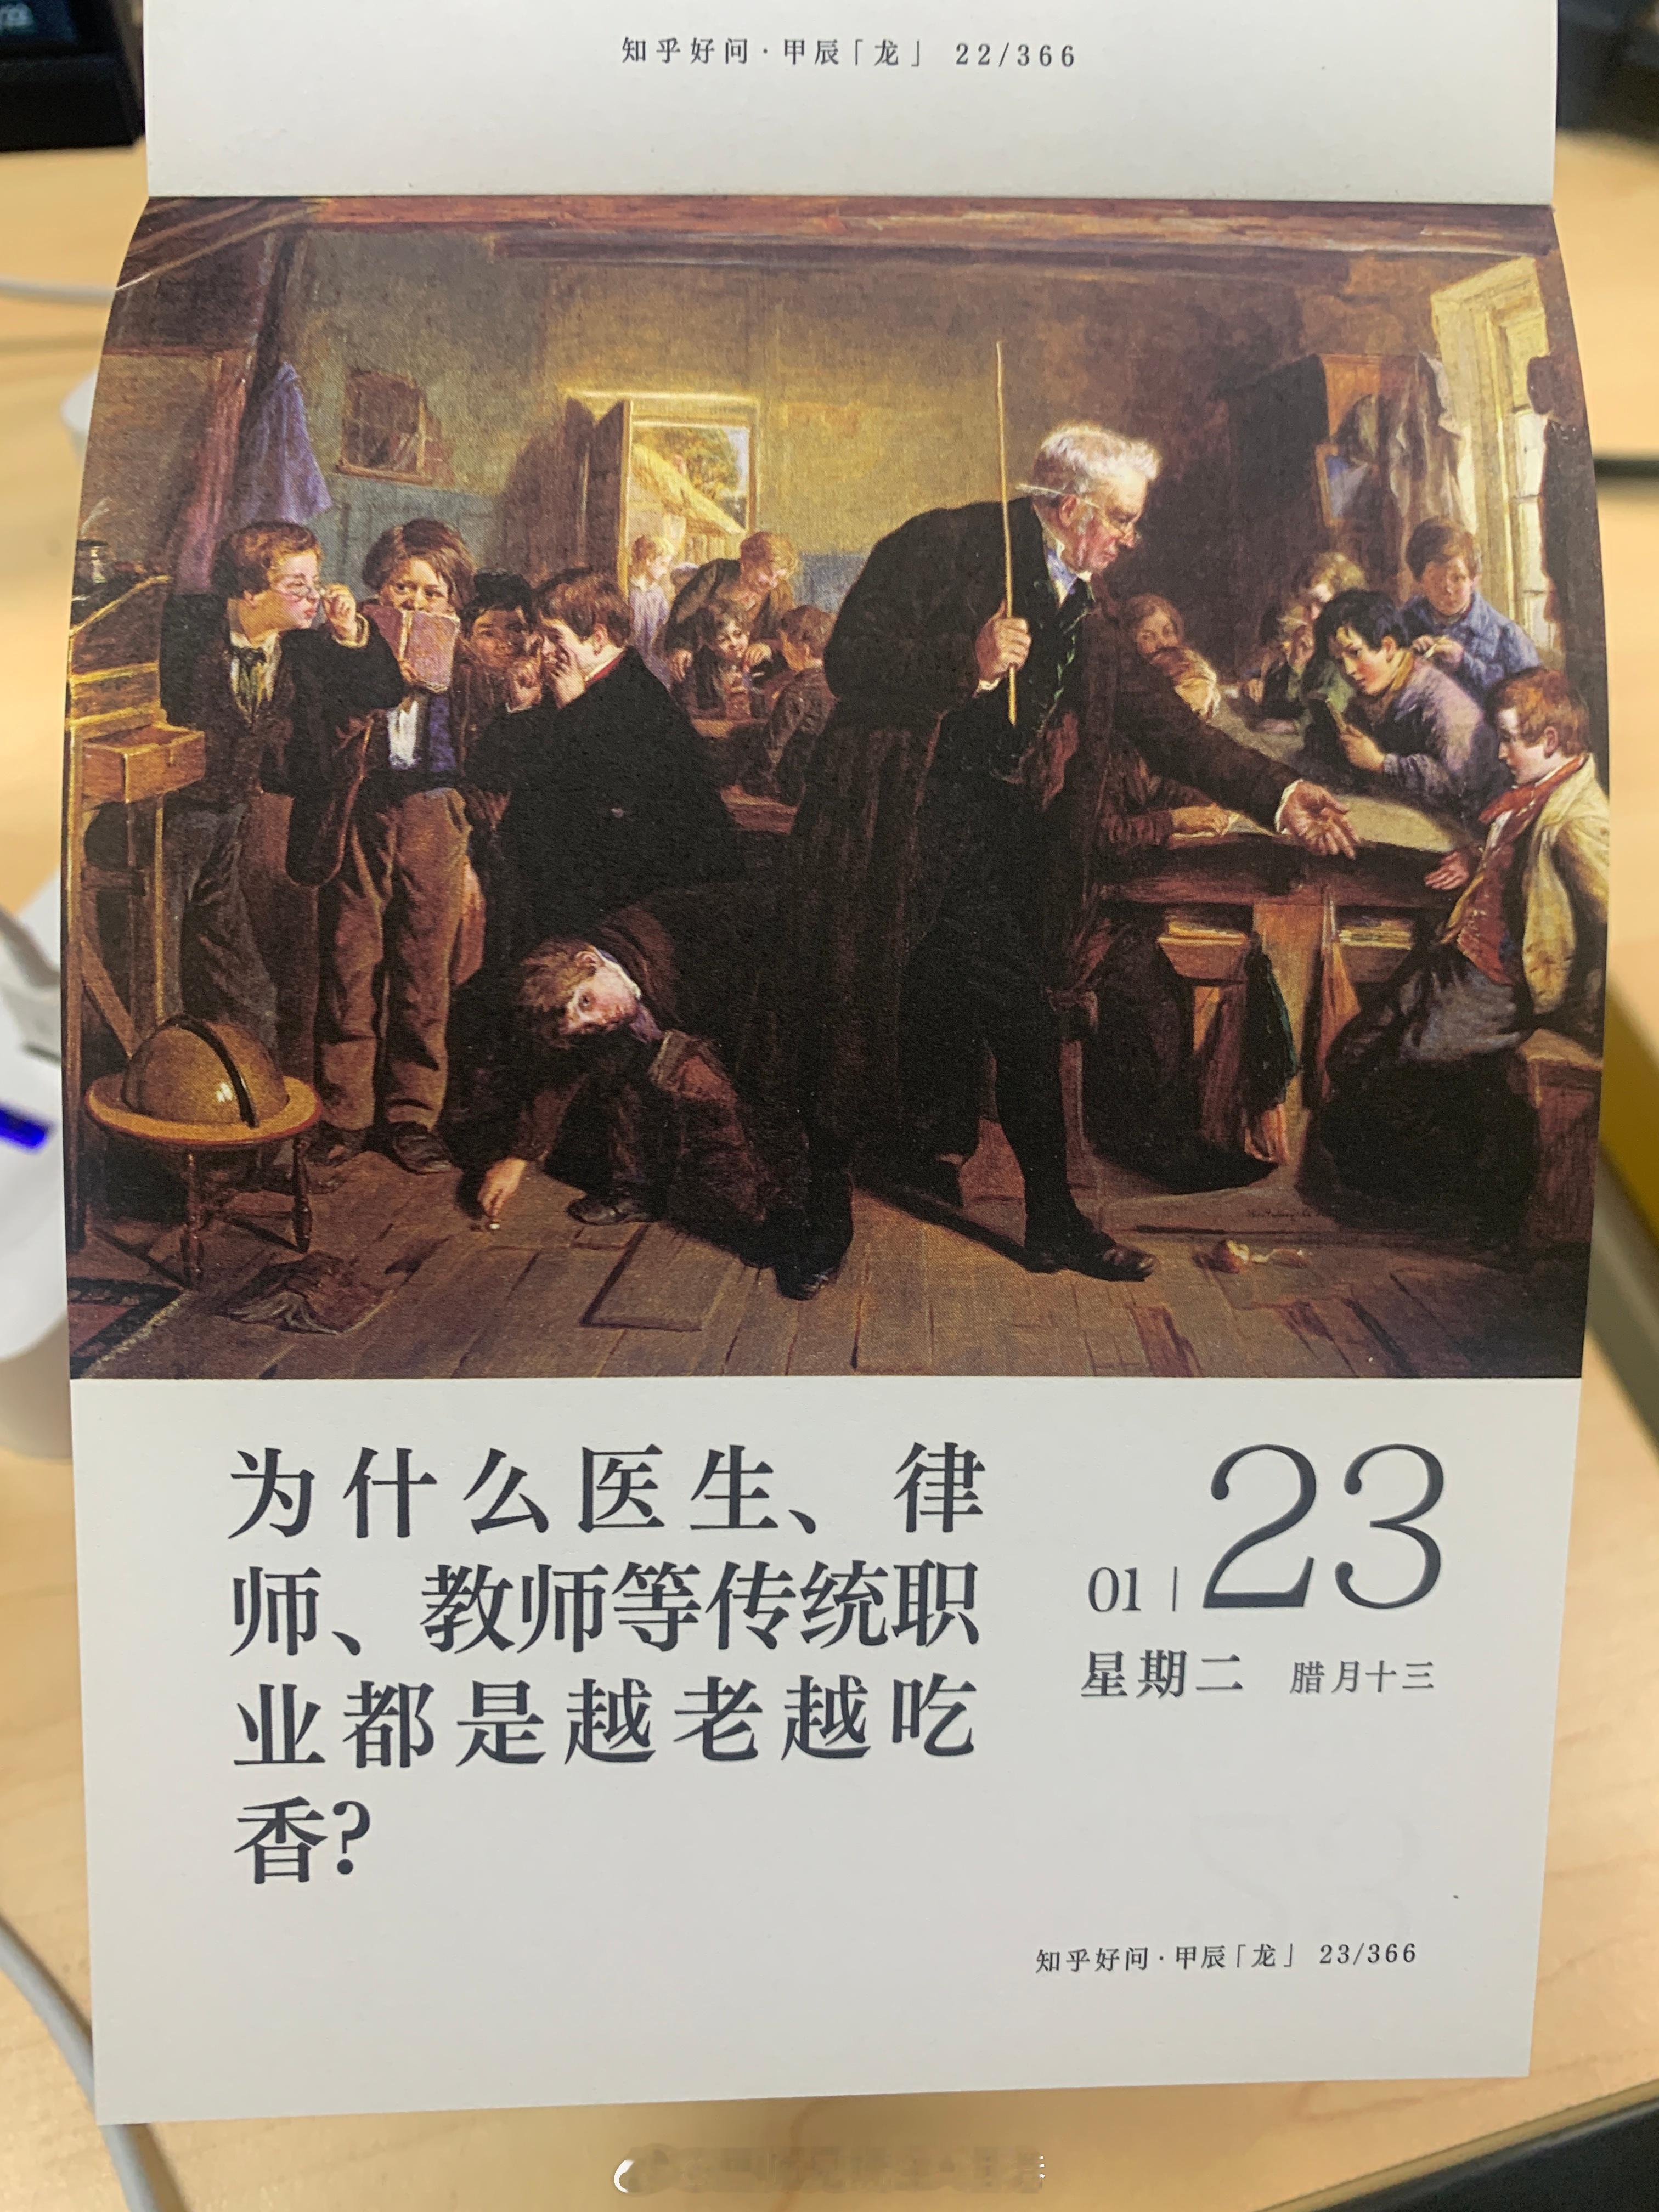 知乎好问·甲辰「龙」 22/366
为什么医生、律
师、教师等传统职
业都是越老越吃
香?
01 | 23
星期二 腊月十三
知乎好问·甲辰「龙」 23/366